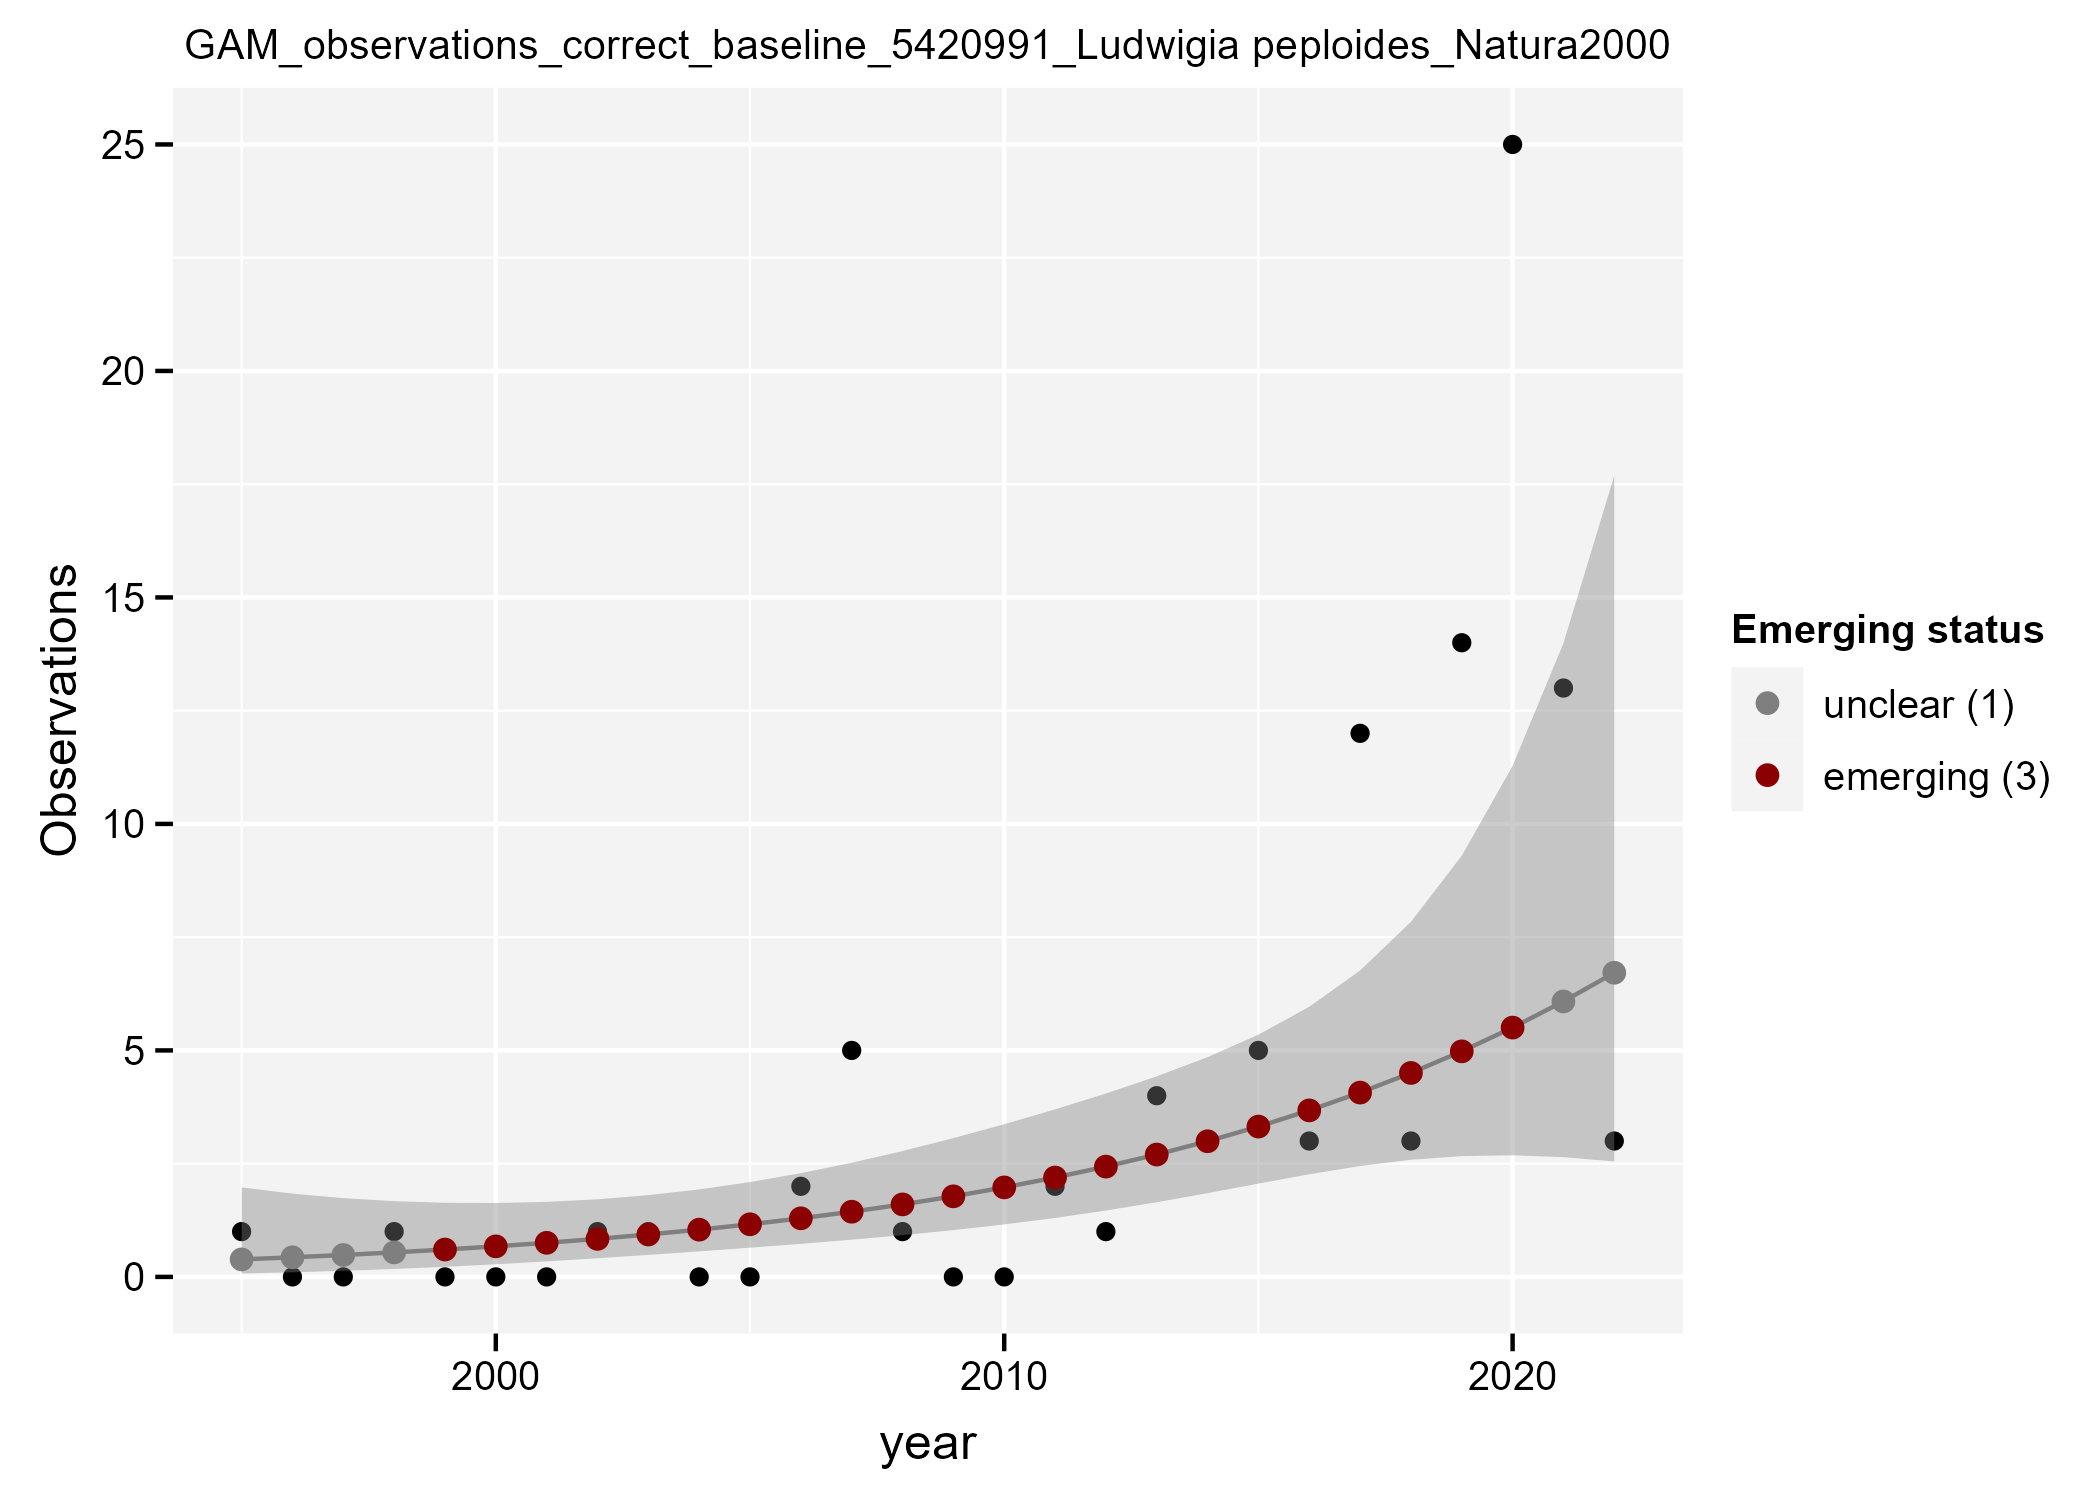 GAM_observations_correct_baseline_5420991_Ludwigia peploides_Natura2000
25
20
15
10
5
0
Observations
2000
2010
2020
year
Emerging status
unclear (1)
emerging (3)